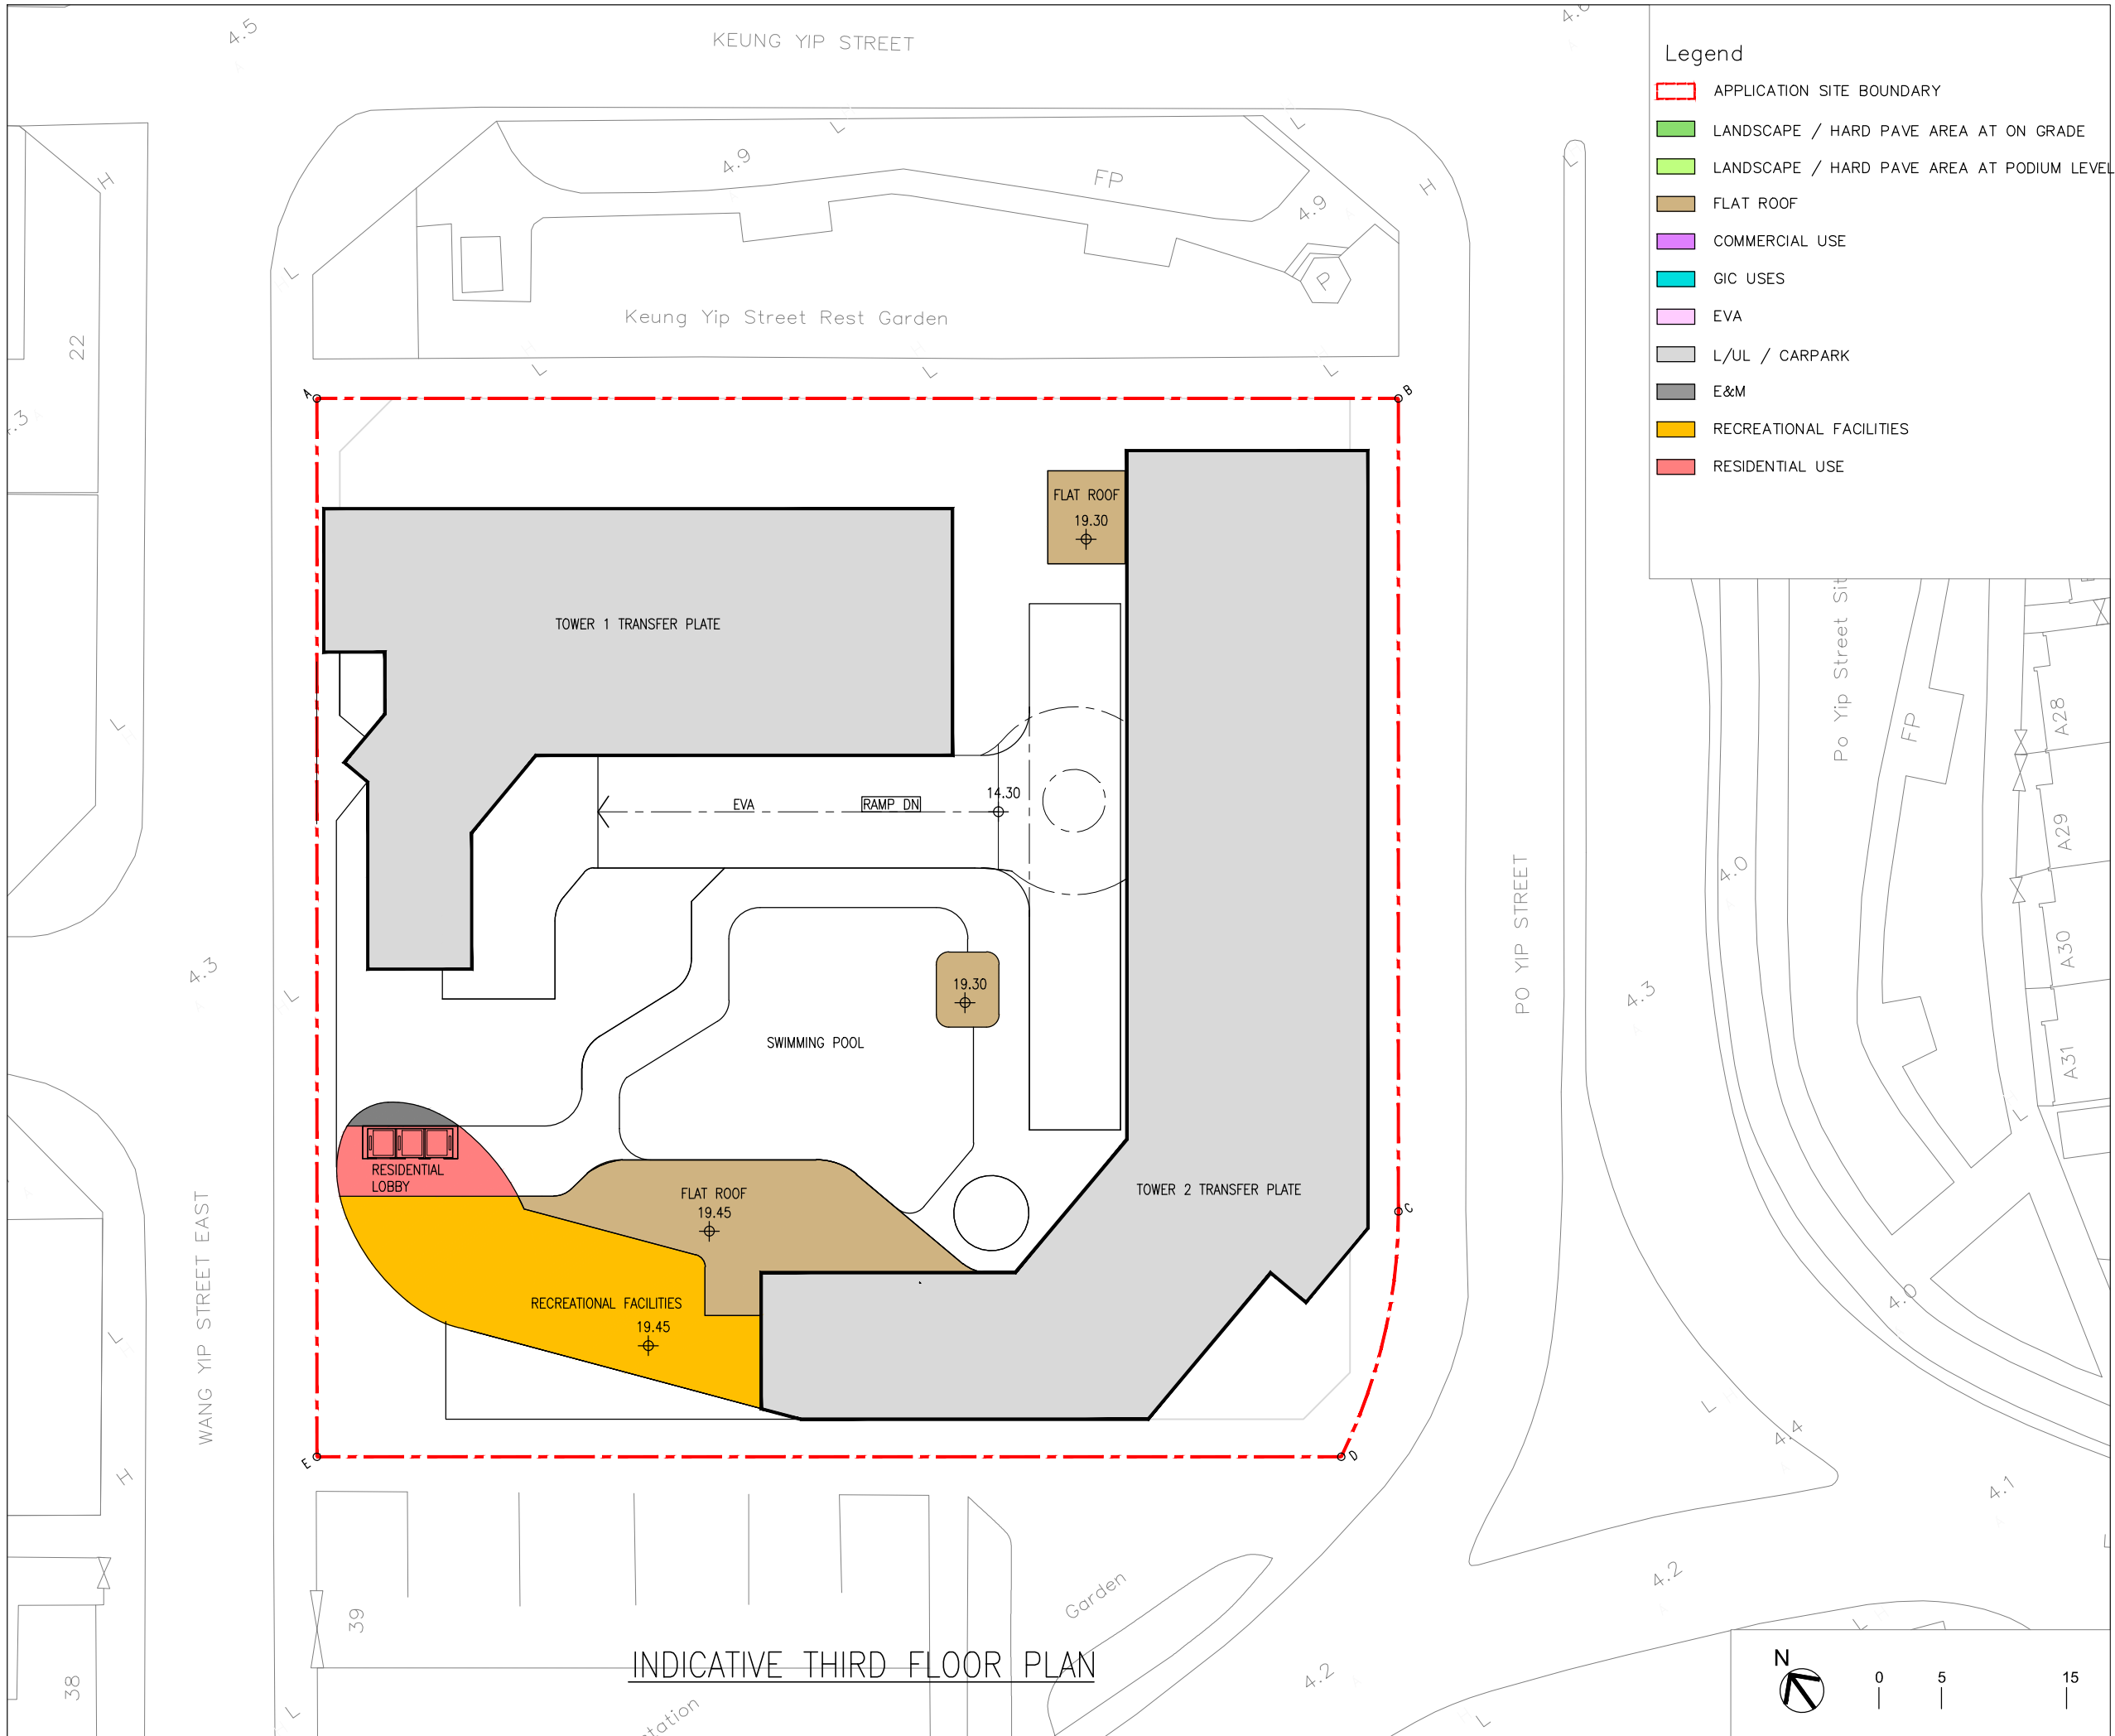 4.5
KEUNG YIP STREET
Legend
APPLICATION SITE BOUNDARY
LANDSCAPE / HARD PAVE AREA AT ON GRADE
LANDSCAPE / HARD PAVE AREA AT PODIUM LEVEL
FLAT ROOF
COMMERCIAL USE
GIC USES
EVA
L/UL / CARPARK
E&M
RECREATIONAL FACILITIES
RESIDENTIAL USE
L
L
L
4.9
FP
H
H
4.9
L
P
Keung Yip Street Rest Garden
22
L
L
L
A
B
FLAT ROOF
19.30
TOWER 1 TRANSFER PLATE
L
FP
A28
14.30
EVA
RAMP DN
A29
4.0
PO YIP STREET
A30
4.3
19.30
4.3
L
SWIMMING POOL
A31
L
RESIDENTIAL
LOBBY
FLAT ROOF
19.45
TOWER 2 TRANSFER PLATE
C
WANG YIP STREET EAST
RECREATIONAL FACILITIES
19.45
4.0
L
L
4.4
E
D
H
4.1
4.2
Garden
39
INDICATIVE THIRD FLOOR PLAN
38
4.2
L
L
L
N
0 5 15